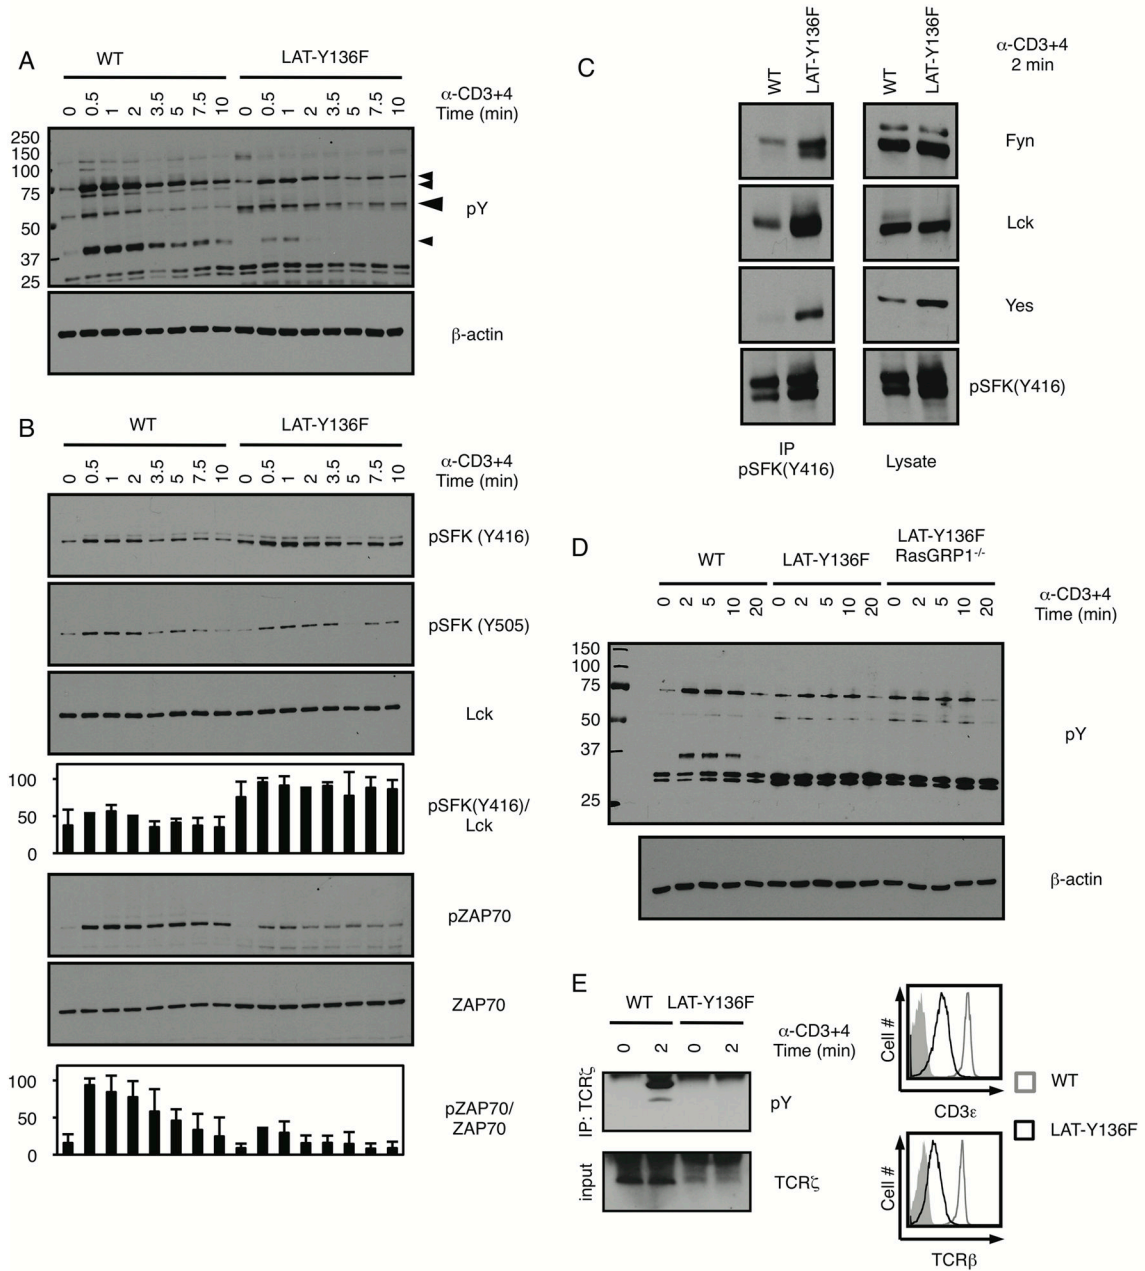 A
WT
LAT-Y136F
0 0.5 1 2 3.5 5 7.5 10 0 0.5 1 2 3.5 5 7.5 10
α-CD3+4
Time (min)
250
150
100
75
50
37
25
pY
β-actin
B
WT
LAT-Y136F
0 0.5 1 2 3.5 5 7.5 10 0 0.5 1 2 3.5 5 7.5 10
α-CD3+4
Time (min)
pSFK (Y416)
pSFK (Y505)
Lck
100
50
0
pSFK(Y416)/
Lck
pZAP70
ZAP70
100
50
0
pZAP70/
ZAP70
C
WT
LAT-Y136F
WT
LAT-Y136F
α-CD3+4
2 min
Fyn
Lck
Yes
pSFK(Y416)
IP
pSFK(Y416)
Lysate
D
WT
LAT-Y136F
LAT-Y136F
RasGRP1-/-
0 2 5 10 20 0 2 5 10 20 0 2 5 10 20
α-CD3+4
Time (min)
150
100
75
50
37
25
pY
β-actin
E
WT LAT-Y136F
0 2 0 2
α-CD3+4
Time (min)
IP: TCRζ
pY
input
TCRζ
Cell #
CD3ε
Cell #
TCRβ
WT
LAT-Y136F